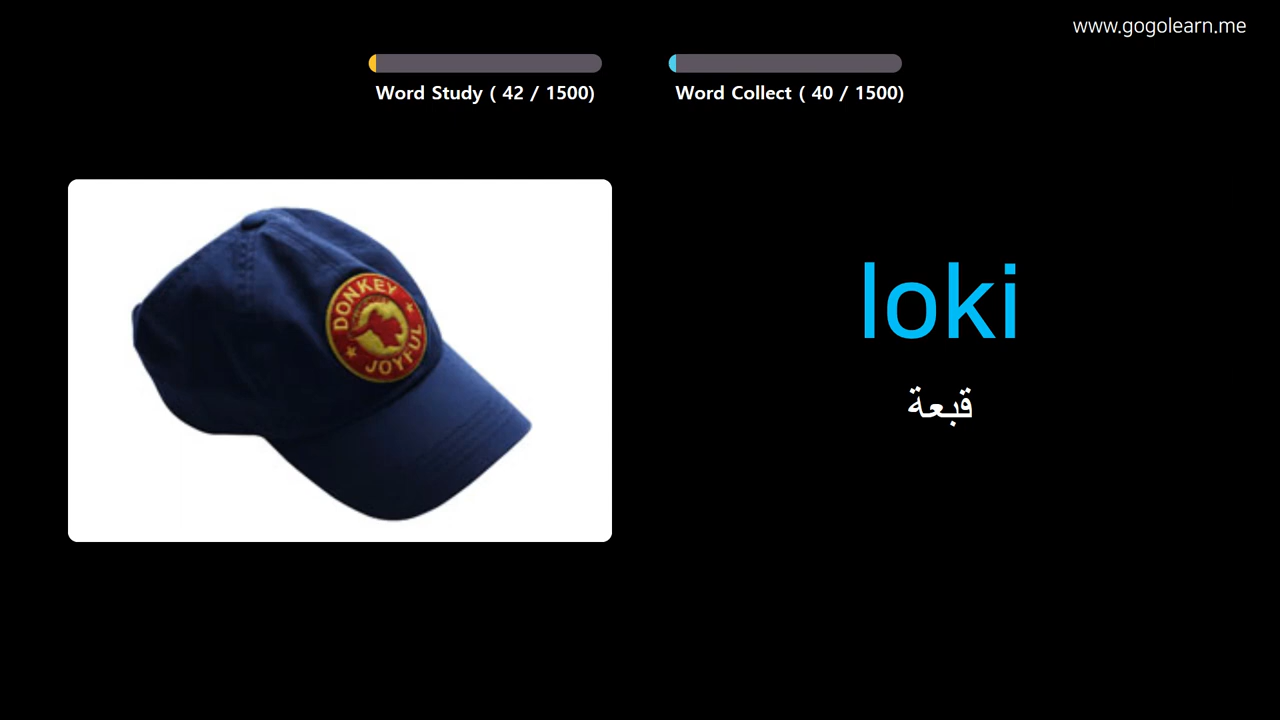 www.gogolearn.me
Word Study ( 42 / 1500)
Word Collect ( 40 / 1500)
DONKEY
JOYFUL
loki
قبعة